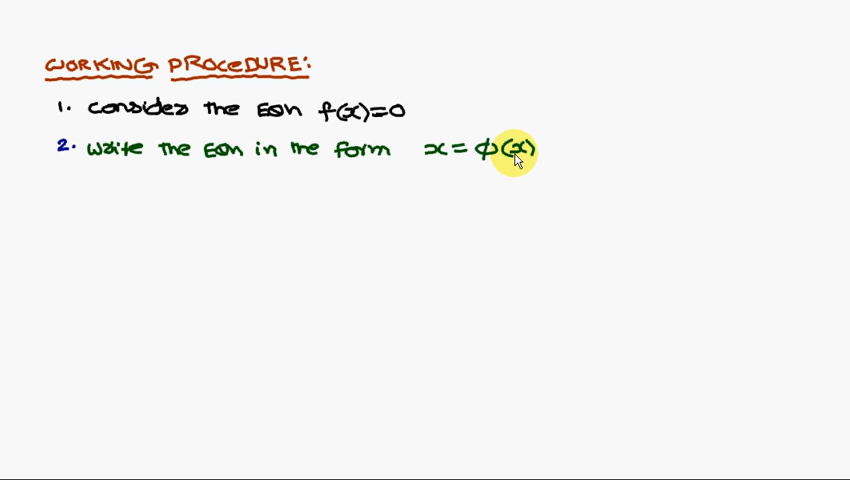 WORKING PROCEDURE:
1. Consider the Eqn f(x)=0
2. Write the Eqn in the form x = φ(x)